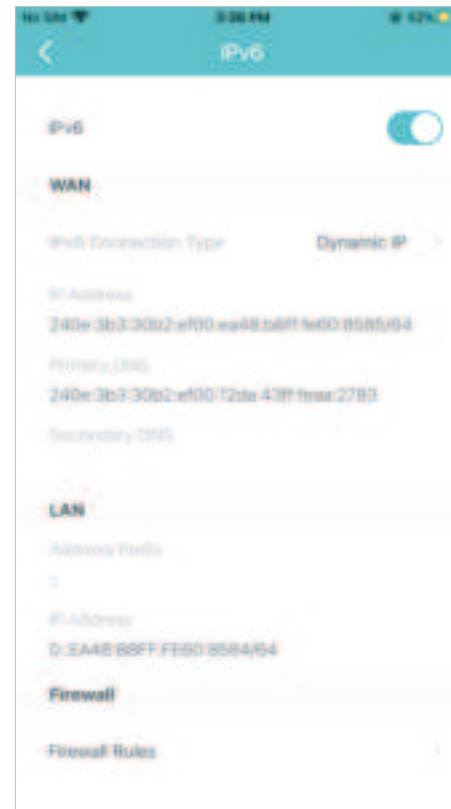 No SIM 3:36 PM 42%
IPv6
IPv6
WAN
IPv6 Connection Type Dynamic IP
IP Address
240e:3b3:30b2:ef00:ea48:b8ff:fe60:8585/64
Primary DNS
240e:3b3:30b2:ef00:12da:43ff:feaa:2783
Secondary DNS
LAN
Address Prefix
IP Address
0::EA48:B8FF:FE60:8584/64
Firewall
Firewall Rules